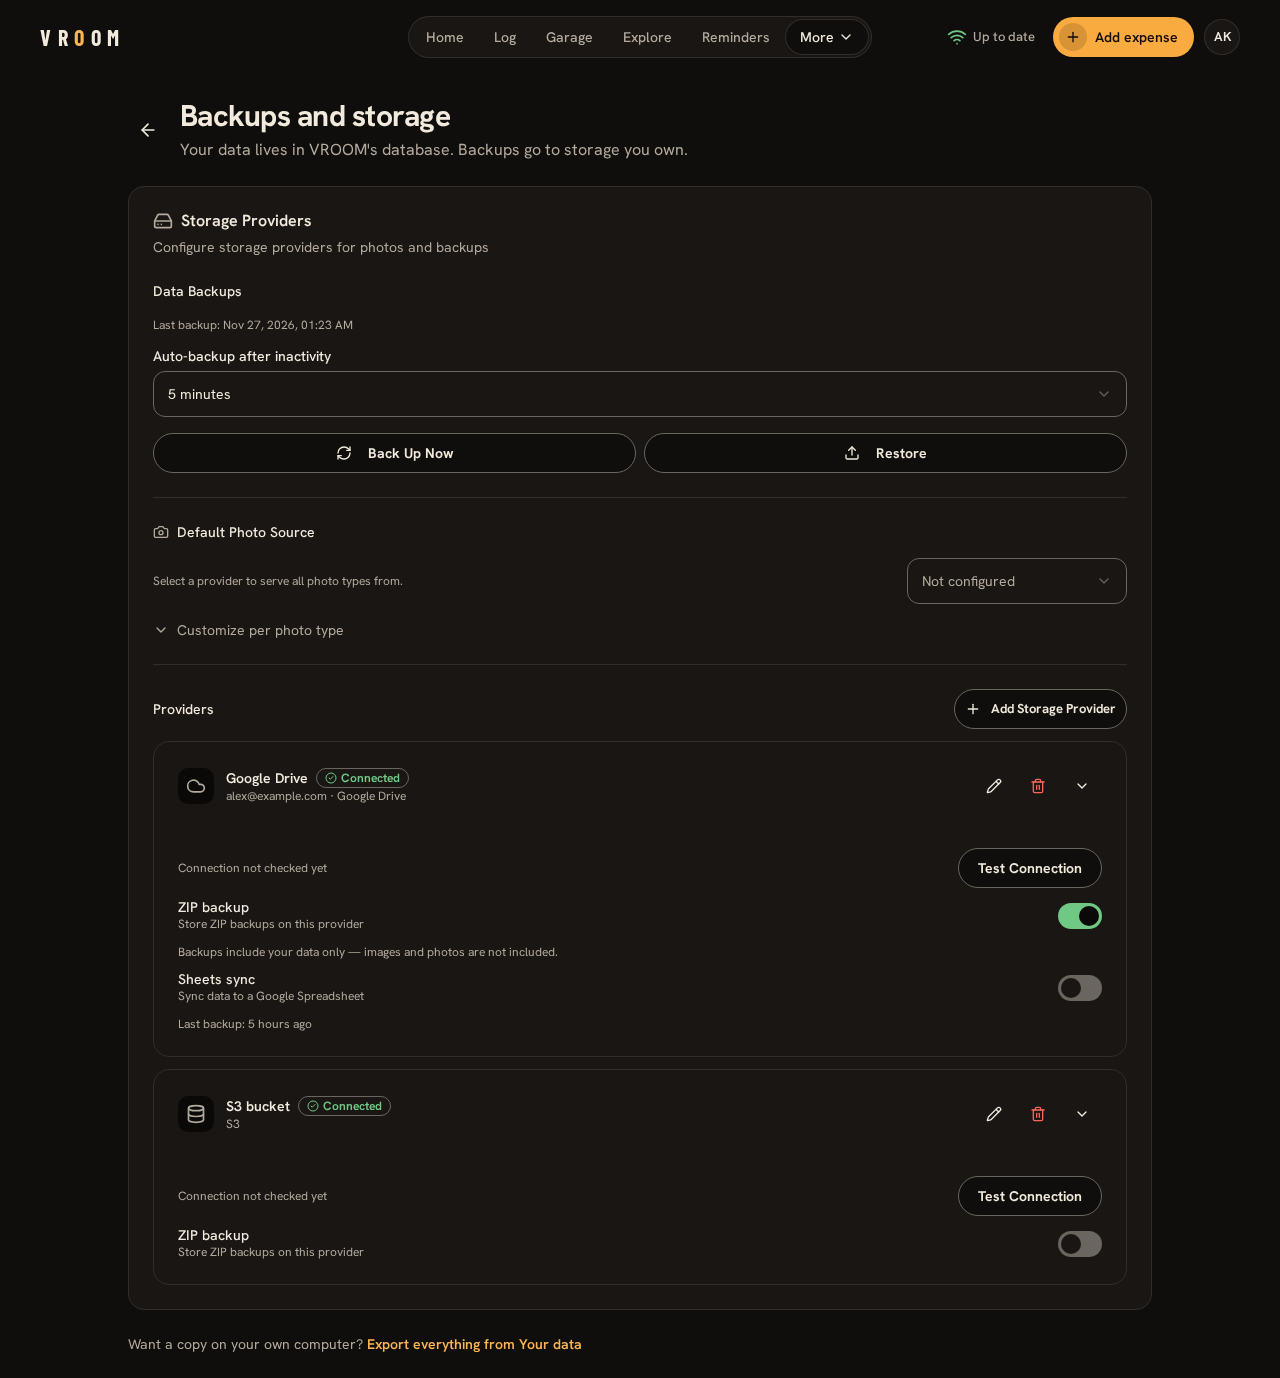 VROOM
Home
Log
Garage
Explore
Reminders
More
Up to date
Add expense
AK
Backups and storage
Your data lives in VROOM's database. Backups go to storage you own.
Storage Providers
Configure storage providers for photos and backups
Data Backups
Last backup: Nov 27, 2026, 01:23 AM
Auto-backup after inactivity
5 minutes
Back Up Now
Restore
Default Photo Source
Select a provider to serve all photo types from.
Not configured
Customize per photo type
Providers
Add Storage Provider
Google Drive
Connected
alex@example.com · Google Drive
Connection not checked yet
Test Connection
ZIP backup
Store ZIP backups on this provider
Backups include your data only — images and photos are not included.
Sheets sync
Sync data to a Google Spreadsheet
Last backup: 5 hours ago
S3 bucket
Connected
S3
Connection not checked yet
Test Connection
ZIP backup
Store ZIP backups on this provider
Want a copy on your own computer? Export everything from Your data